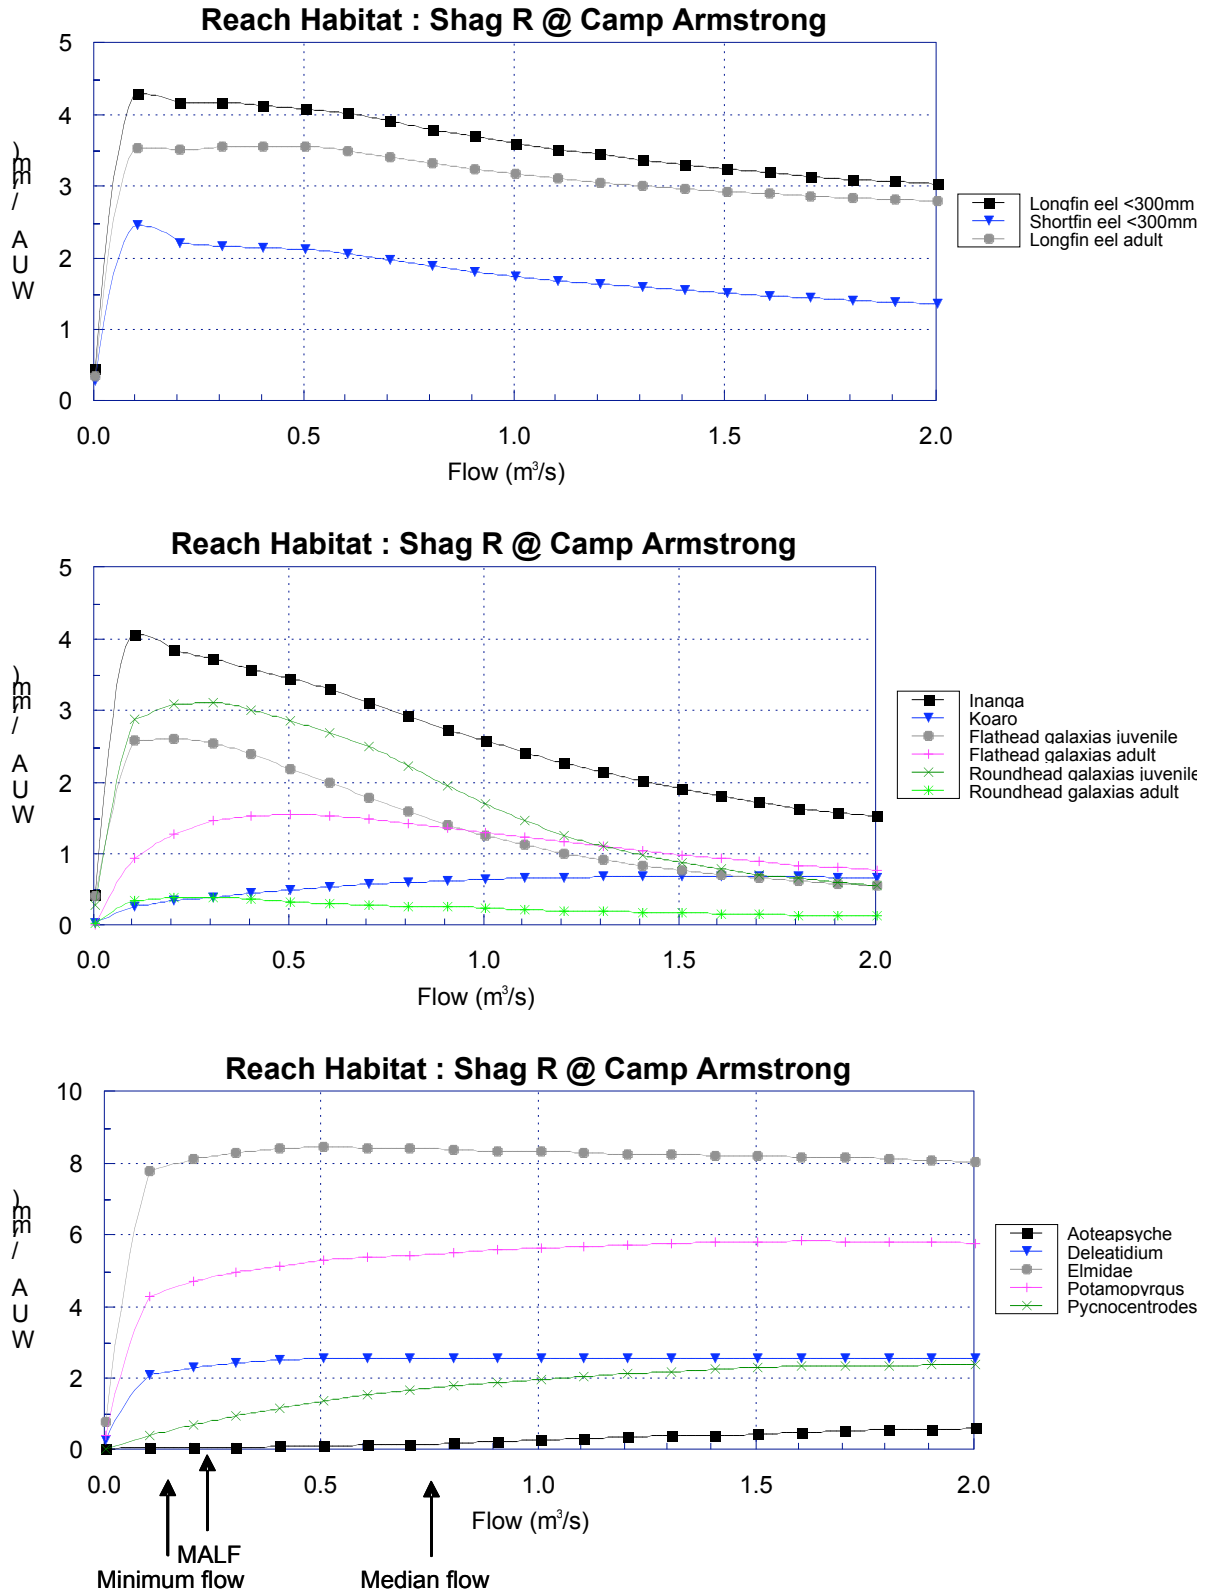 Reach Habitat : Shag R @ Camp Armstrong
5
4
3
2
1
0
WUA (m²/m)
0.0 0.5 1.0 1.5 2.0
Flow (m³/s)
Longfin eel <300mm
Shortfin eel <300mm
Longfin eel adult
Reach Habitat : Shag R @ Camp Armstrong
5
4
3
2
1
0
WUA (m²/m)
0.0 0.5 1.0 1.5 2.0
Flow (m³/s)
Inanga
Koaro
Flathead galaxias juvenile
Flathead galaxias adult
Roundhead galaxias juvenile
Roundhead galaxias adult
Reach Habitat : Shag R @ Camp Armstrong
10
8
6
4
2
0
WUA (m²/m)
0.0 0.5 1.0 1.5 2.0
Flow (m³/s)
Aoteapsyche
Deleatidium
Elmidae
Potamopyrgus
Pycnocentrodes
MALF
Minimum flow Median flow